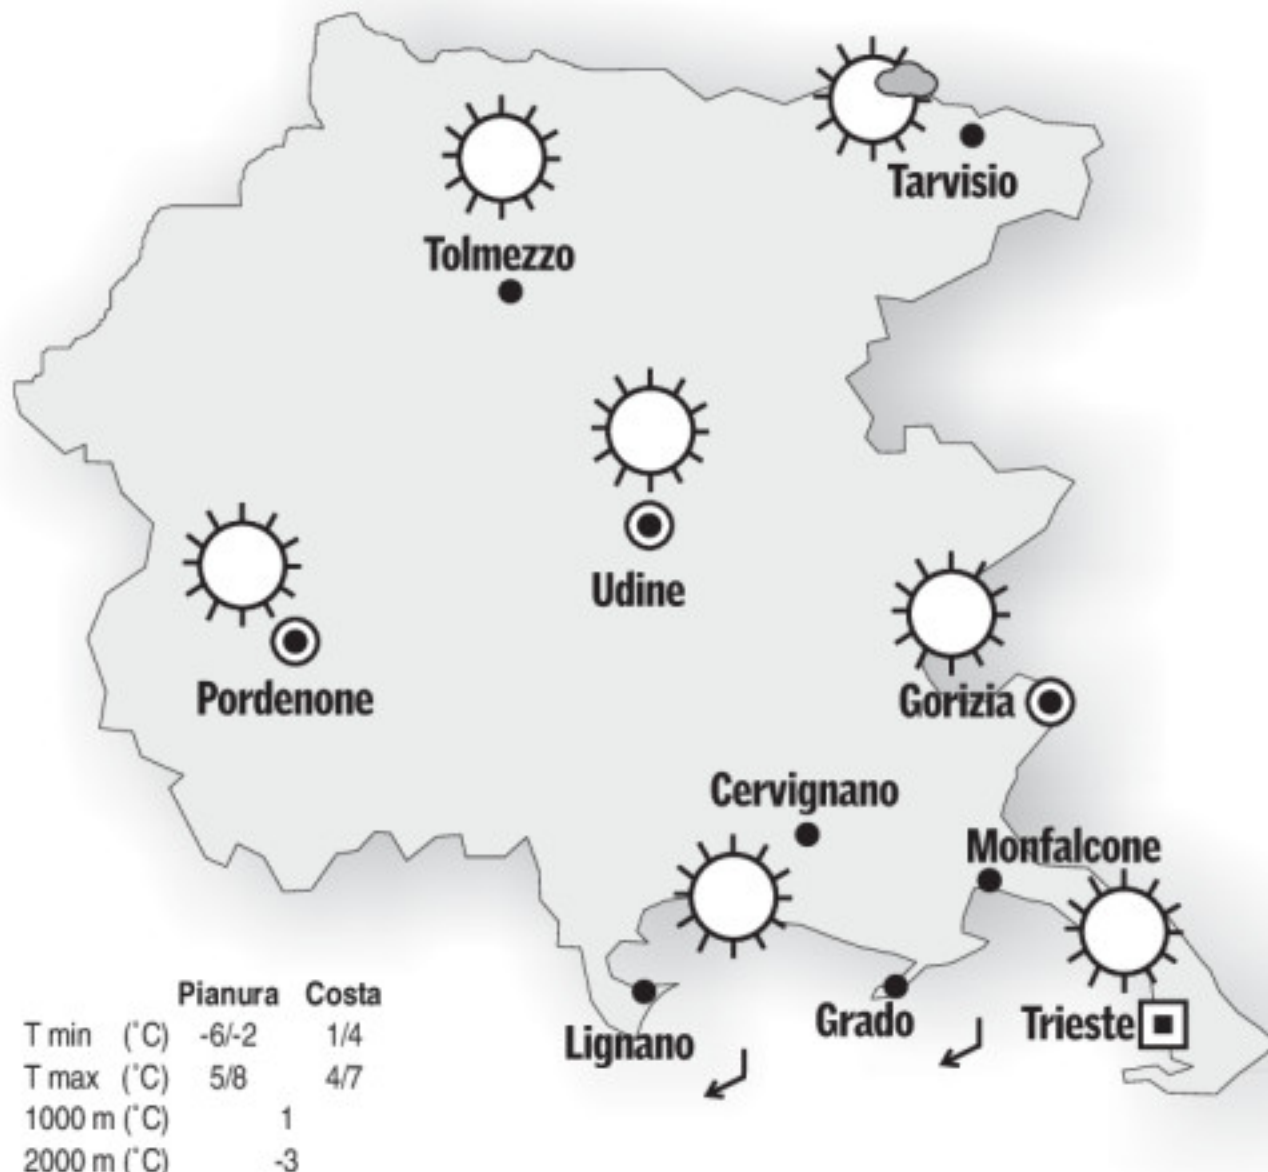 Tarvisio
Tolmezzo
Udine
Pordenone
Gorizia
Cervignano
Monfalcone
Grado
Trieste
Lignano
Pianura Costa
T min (°C) -6/-2 1/4
T max (°C) 5/8 4/7
1000 m (°C) 1
2000 m (°C) -3